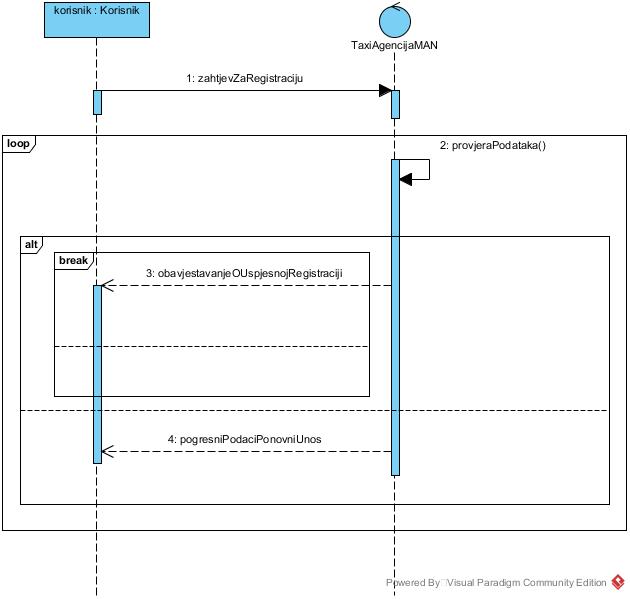 korisnik : Korisnik
TaxiAgencijaMAN
1: zahtjevZaRegistraciju
loop
2: provjeraPodataka()
alt
break
3: obavjestavanjeOUspjesnojRegistraciji
4: pogresniPodaciPonovniUnos
Powered By Visual Paradigm Community Edition